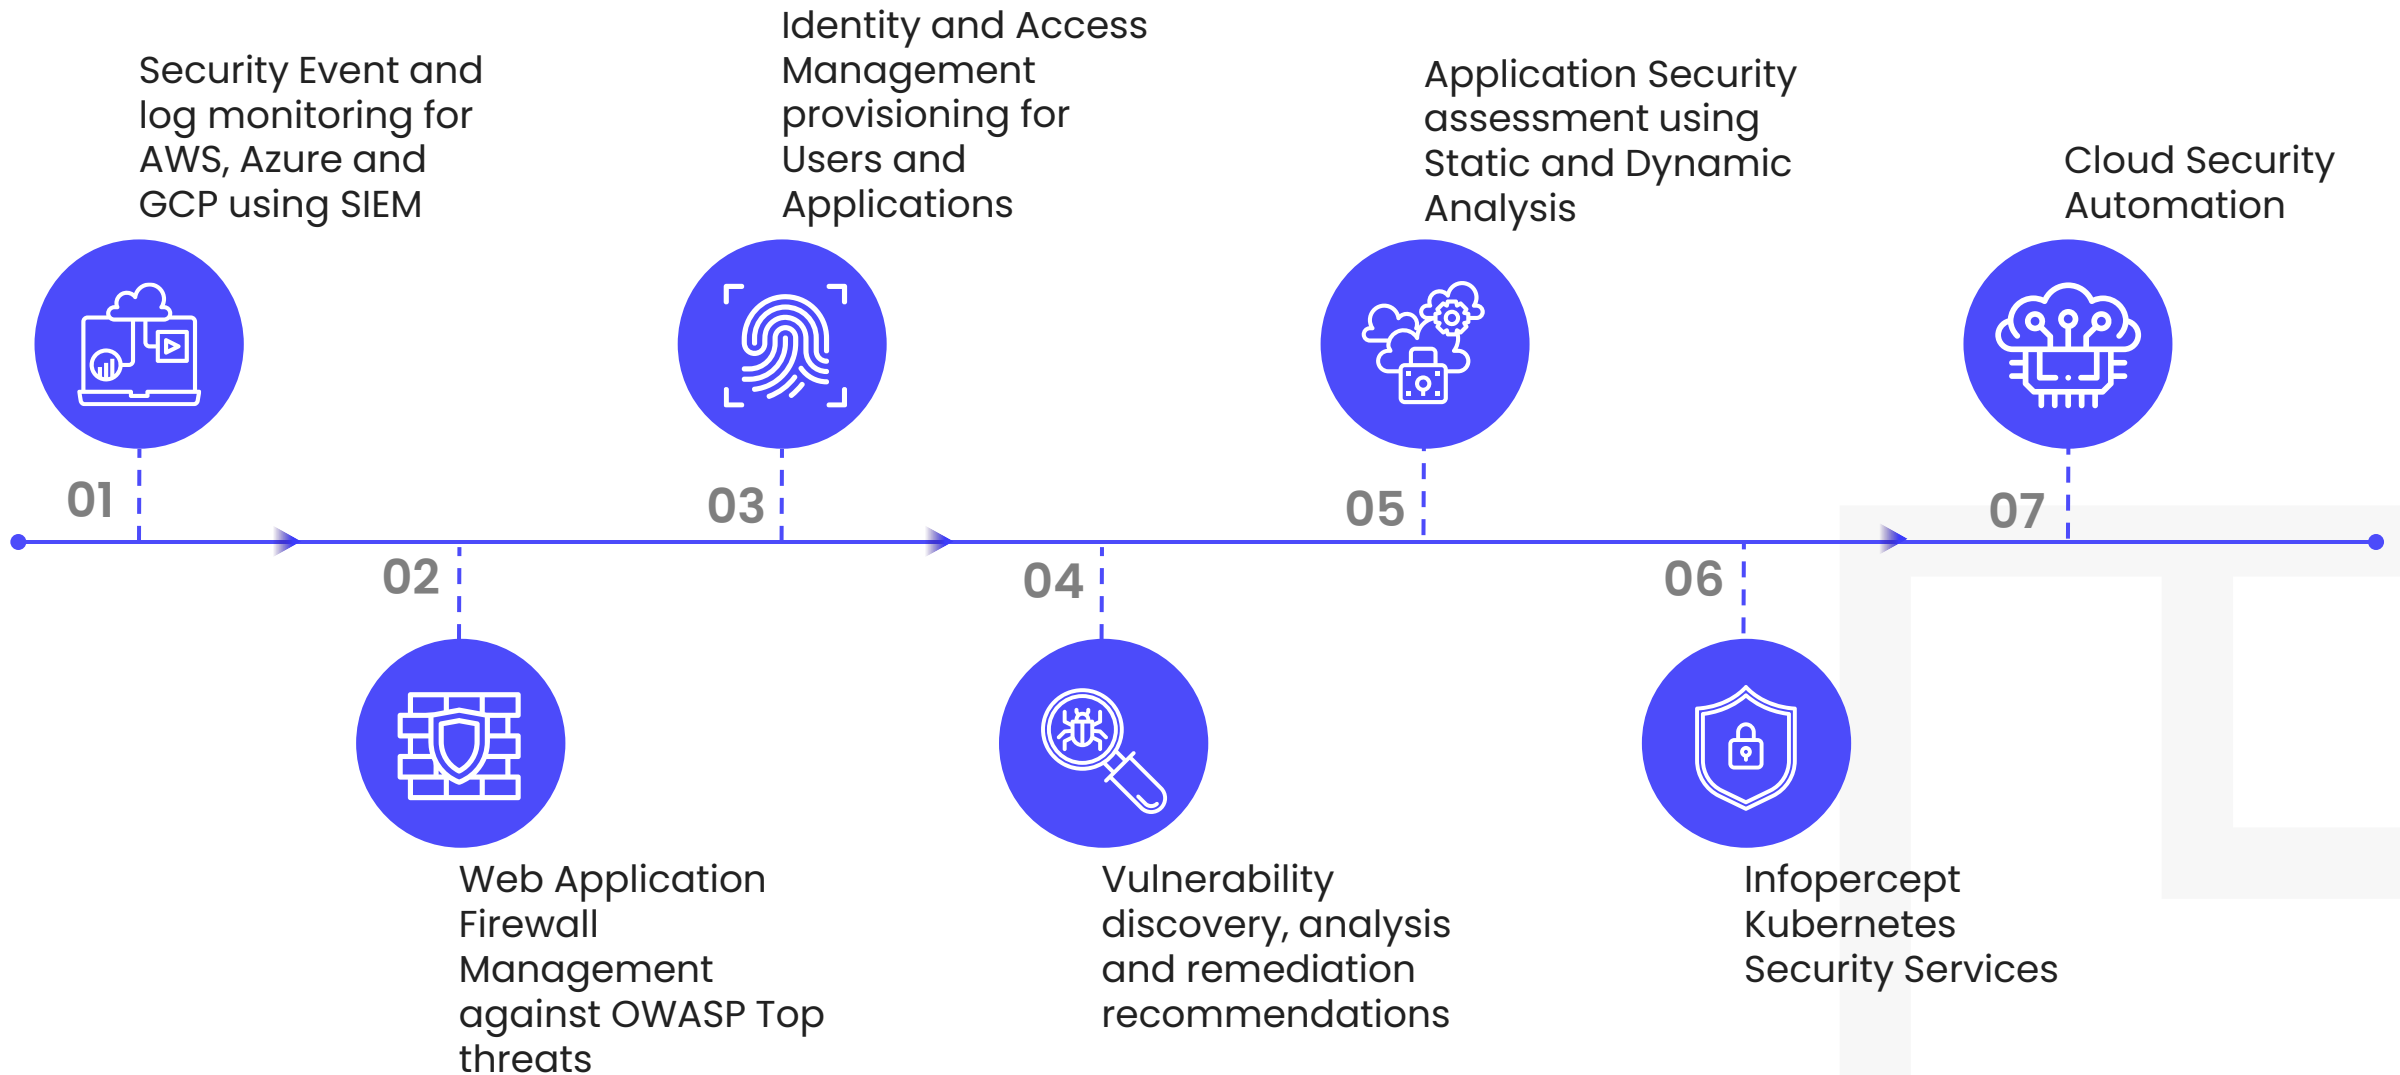 Security Event and
log monitoring for
AWS, Azure and
GCP using SIEM
01
02
Web Application
Firewall
Management
against OWASP Top
threats
Identity and Access
Management
provisioning for
Users and
Applications
03
04
Vulnerability
discovery, analysis
and remediation
recommendations
Application Security
assessment using
Static and Dynamic
Analysis
05
06
Infopercept
Kubernetes
Security Services
Cloud Security
Automation
07